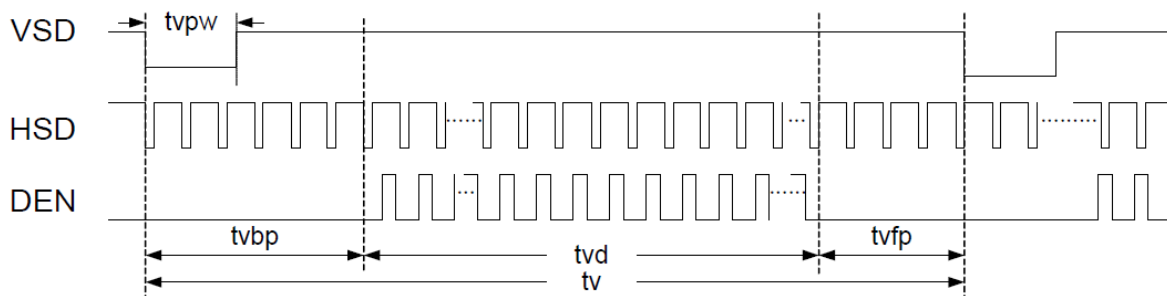 VSD tvpw
HSD ...... ... .........
DEN ... ......
tvbp tvd tvfp
tv